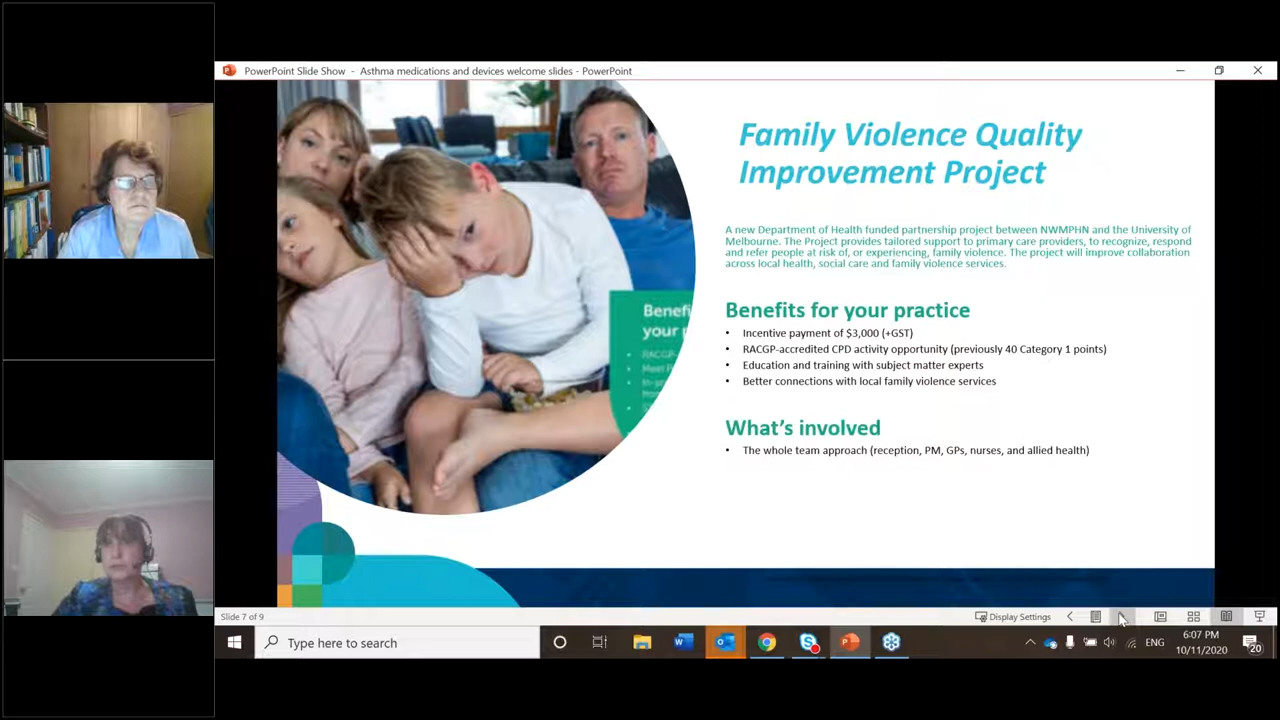 PowerPoint Slide Show - Asthma medications and devices welcome slides - PowerPoint
Family Violence Quality
Improvement Project
A new Department of Health funded partnership project between NWMPHN and the University of
Melbourne. The Project provides tailored support to primary care providers, to recognize, respond
and refer people at risk of, or experiencing, family violence. The project will improve collaboration
across local health, social care and family violence services.
Benefits for your practice
• Incentive payment of $3,000 (+GST)
• RACGP-accredited CPD activity opportunity (previously 40 Category 1 points)
• Education and training with subject matter experts
• Better connections with local family violence services
What's involved
• The whole team approach (reception, PM, GPs, nurses, and allied health)
Benefi
your p
Slide 7 of 9
Display Settings
Type here to search
ENG
6:07 PM
10/11/2020
20